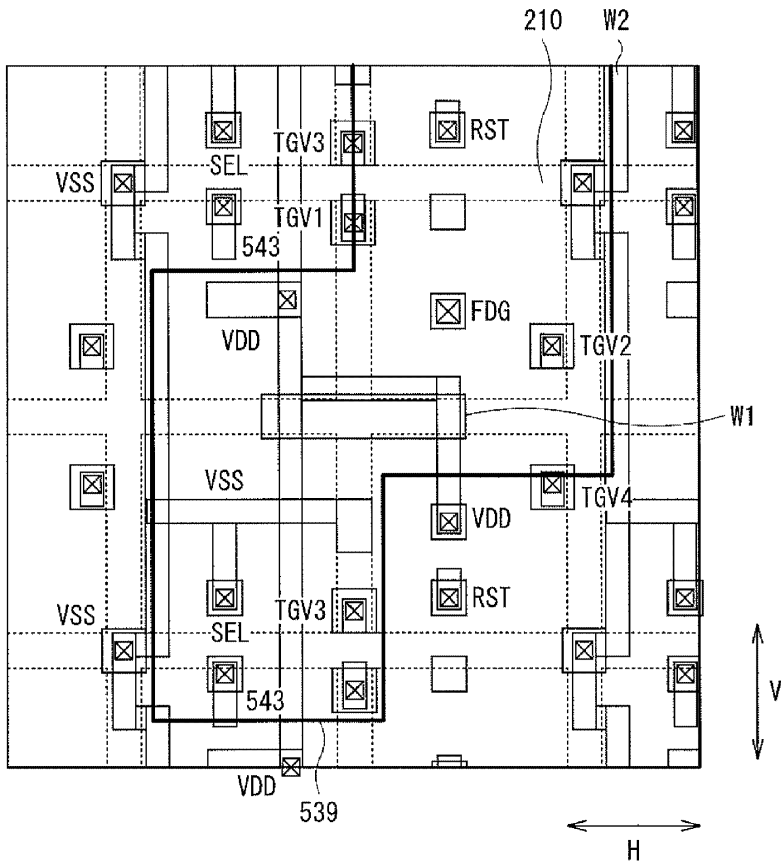 210
W2
TGV3
RST
SEL
VSS
TGV1
543
FDG
VDD
TGV2
W1
VSS
TGV4
VDD
TGV3
RST
VSS
SEL
543
V
VDD
539
H